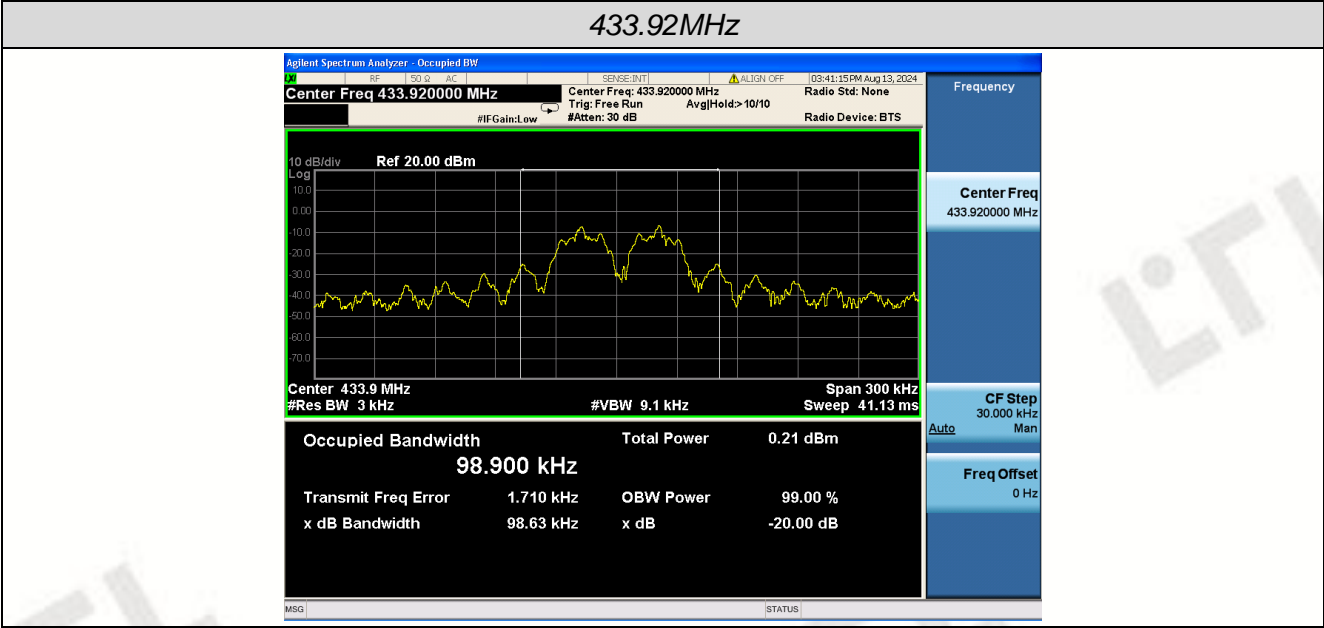 433.92MHz
Agilent Spectrum Analyzer - Occupied BW
LXI RF 50 Ω AC SENSE:INT ALIGN OFF 03:41:15 PM Aug 13, 2024
Center Freq 433.920000 MHz
Center Freq: 433.920000 MHz Radio Std: None
Trig: Free Run Avg|Hold:>10/10
#IFGain:Low #Atten: 30 dB Radio Device: BTS
10 dB/div Ref 20.00 dBm
Log
10.0
0.00
-10.0
-20.0
-30.0
-40.0
-50.0
-60.0
-70.0
Center 433.9 MHz Span 300 kHz
#Res BW 3 kHz #VBW 9.1 kHz Sweep 41.13 ms
Occupied Bandwidth Total Power 0.21 dBm
98.900 kHz
Transmit Freq Error 1.710 kHz OBW Power 99.00 %
x dB Bandwidth 98.63 kHz x dB -20.00 dB
MSG STATUS
Frequency
Center Freq
433.920000 MHz
CF Step
30.000 kHz
Auto Man
Freq Offset
0 Hz